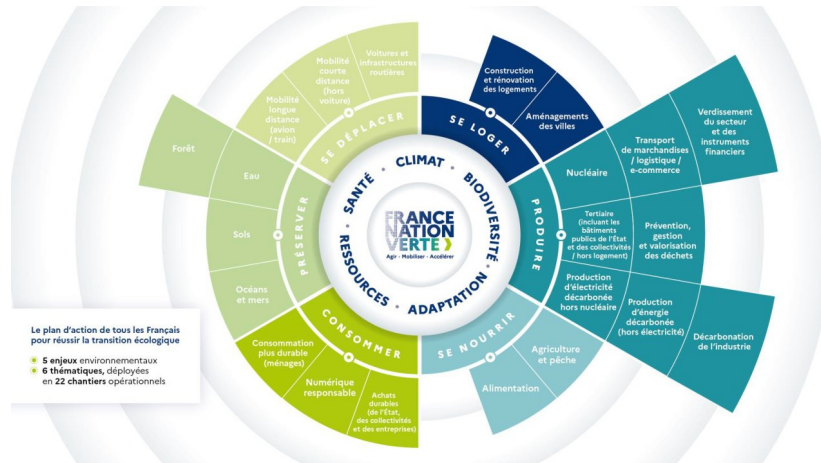 Voitures et
infrastructures
routières
Mobilité
courte
distance
(hors
voiture)
Mobilité
longue
distance
(avion
/ train)
SE DÉPLACER
Construction
et rénovation
des logements
Aménagements
des villes
SE LOGER
Nucléaire
Transport
de marchandises
/ logistique /
e-commerce
Verdissement
du secteur
et des
instruments
financiers
Tertiaire
(incluant les
bâtiments
publics de l'État
et des collectivités
/ hors logement)
Prévention,
gestion
et valorisation
des déchets
Production
d'électricité
décarbonée
hors nucléaire
Production
d'énergie
décarbonée
(hors électricité)
Décarbonation
de l'industrie
PRODUIRE
Agriculture
et pêche
Alimentation
SE NOURRIR
Consommation
plus durable
(ménages)
Numérique
responsable
Achats
durables
(de l'État,
des collectivités
et des entreprises)
CONSOMMER
Forêt
Eau
Sols
Océans
et mers
PRÉSERVER
SANTÉ • CLIMAT • BIODIVERSITÉ • ADAPTATION • RESSOURCES •
FRANCE
NATION
VERTE
Agir • Mobiliser • Accélérer
Le plan d'action de tous les Français
pour réussir la transition écologique
5 enjeux environnementaux
6 thématiques, déployées
en 22 chantiers opérationnels